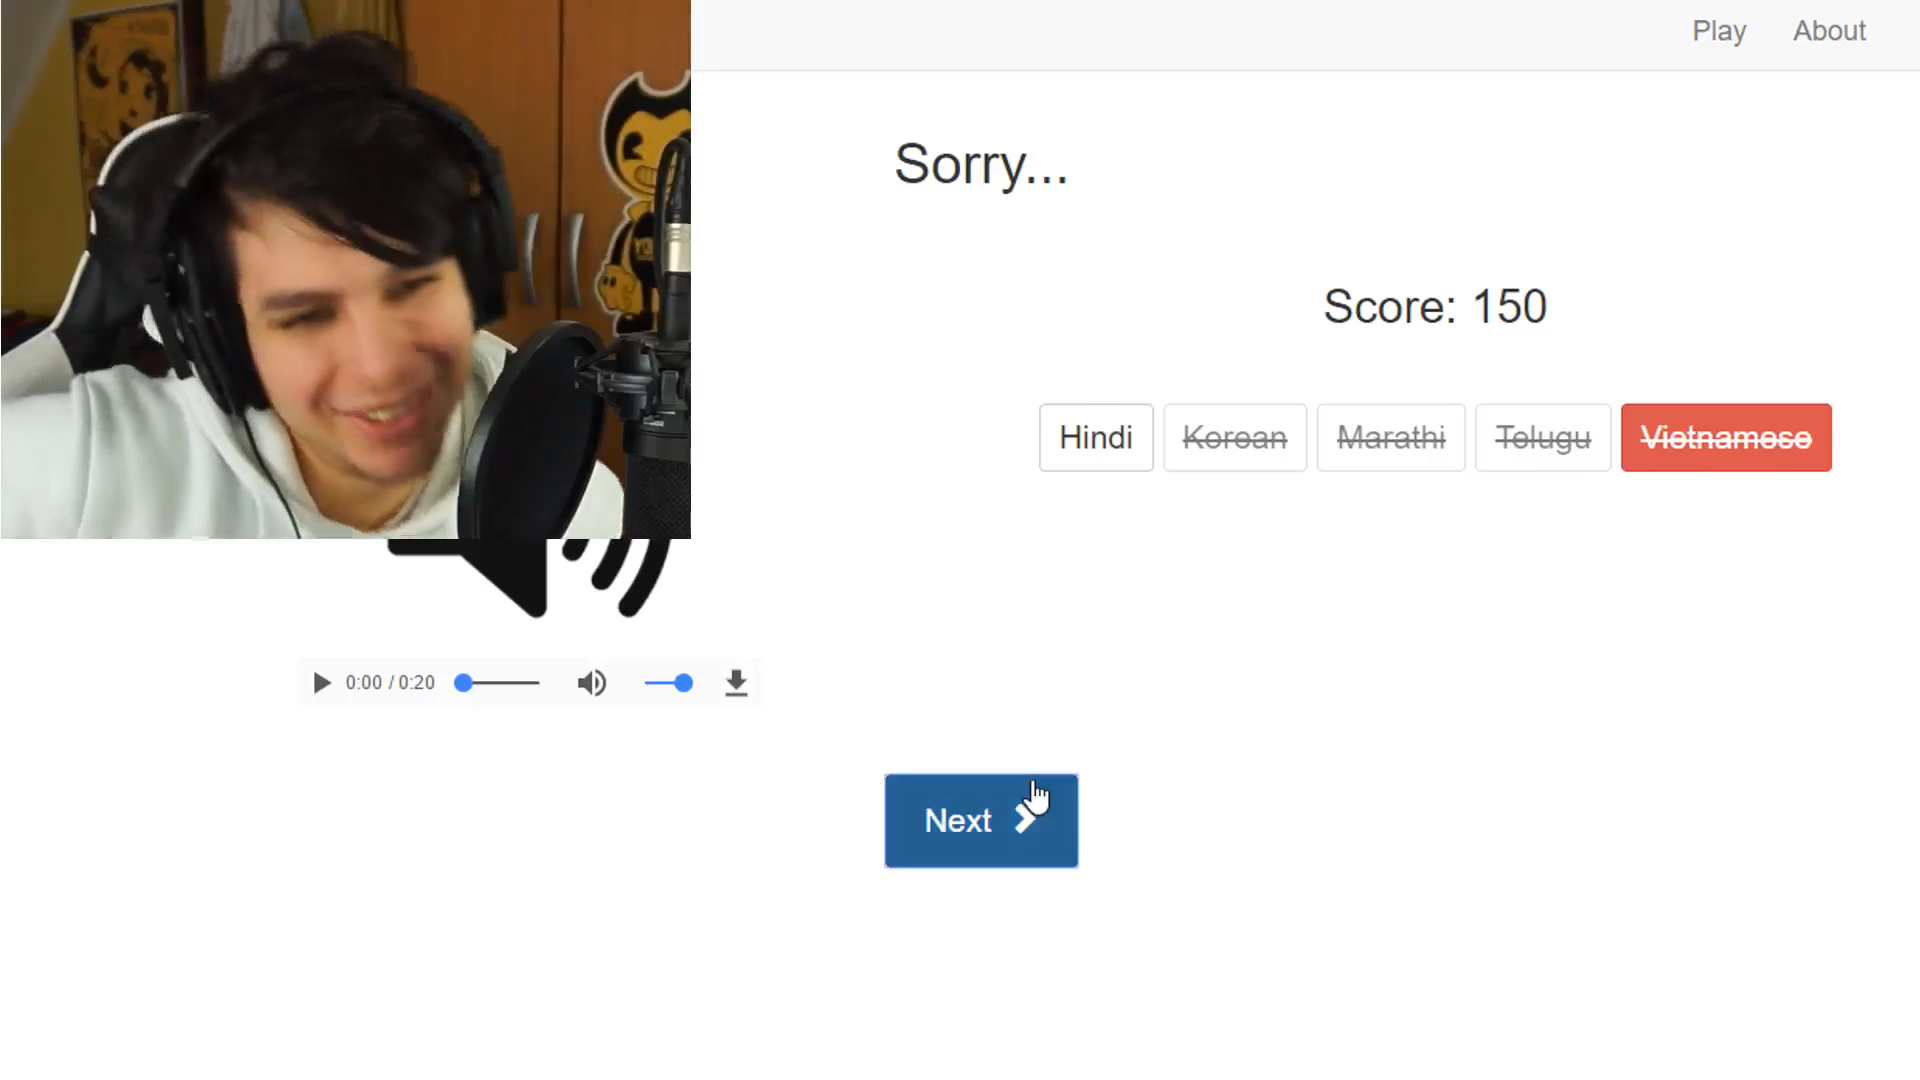 Play About
Sorry...
Score: 150
Hindi Korean Marathi Telugu Vietnamese
0:00 / 0:20
Next